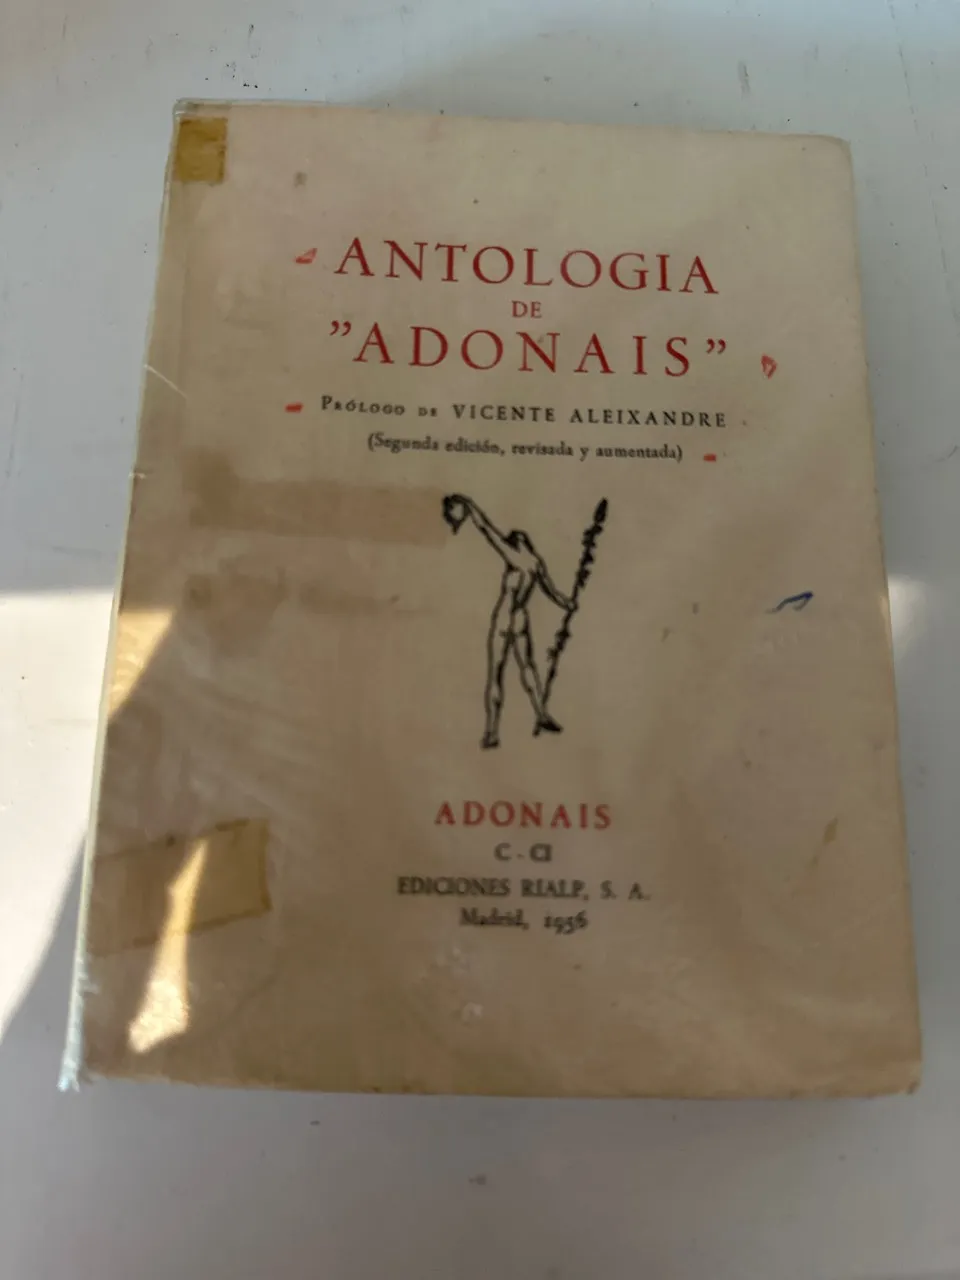 ANTOLOGIA
DE
”ADONAIS”
PRÓLOGO DE VICENTE ALEIXANDRE
(Segunda edición, revisada y aumentada)
ADONAIS
C - CI
EDICIONES RIALP, S. A.
Madrid, 1956